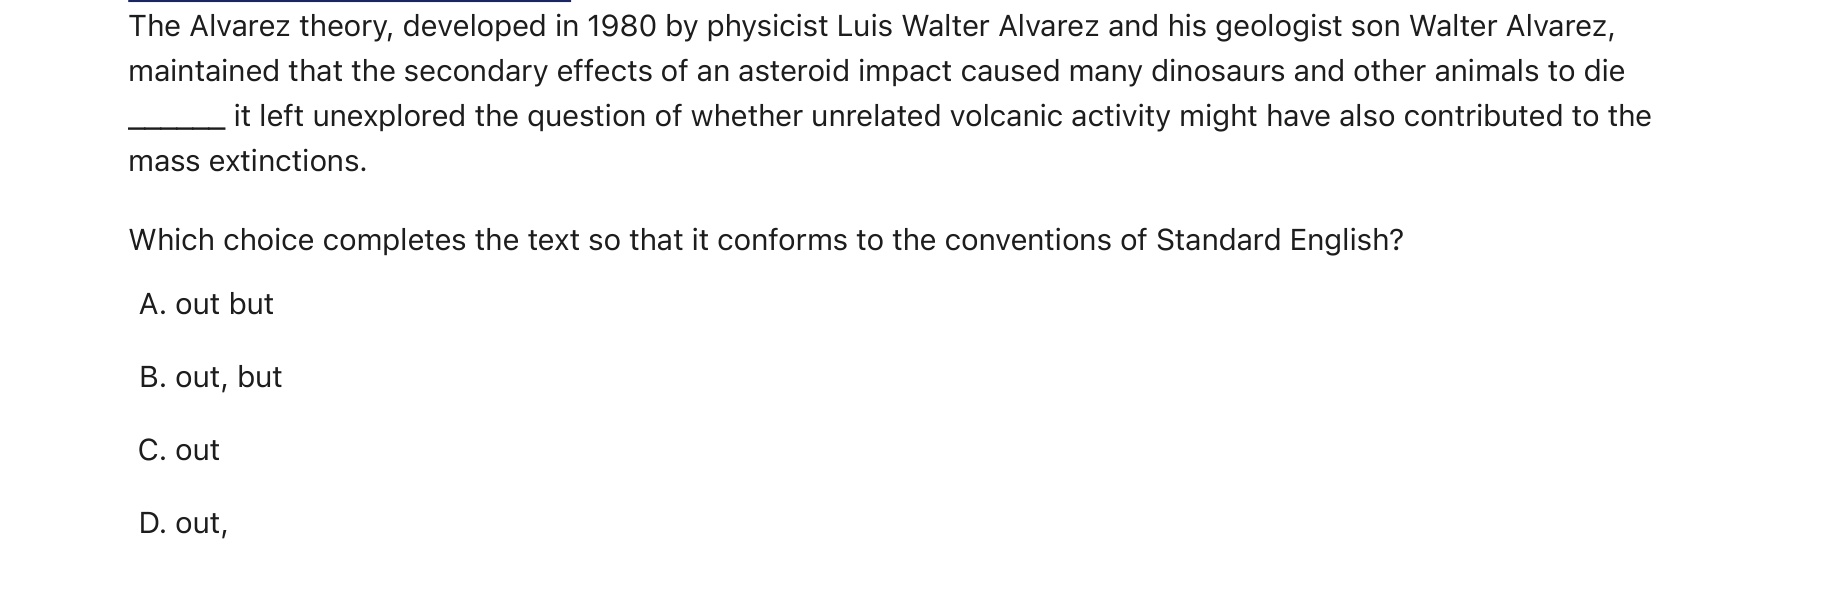 The Alvarez theory, developed in 1980 by physicist Luis Walter Alvarez and his geologist son Walter Alvarez,
maintained that the secondary effects of an asteroid impact caused many dinosaurs and other animals to die
______ it left unexplored the question of whether unrelated volcanic activity might have also contributed to the
mass extinctions.
Which choice completes the text so that it conforms to the conventions of Standard English?
A. out but
B. out, but
C. out
D. out,